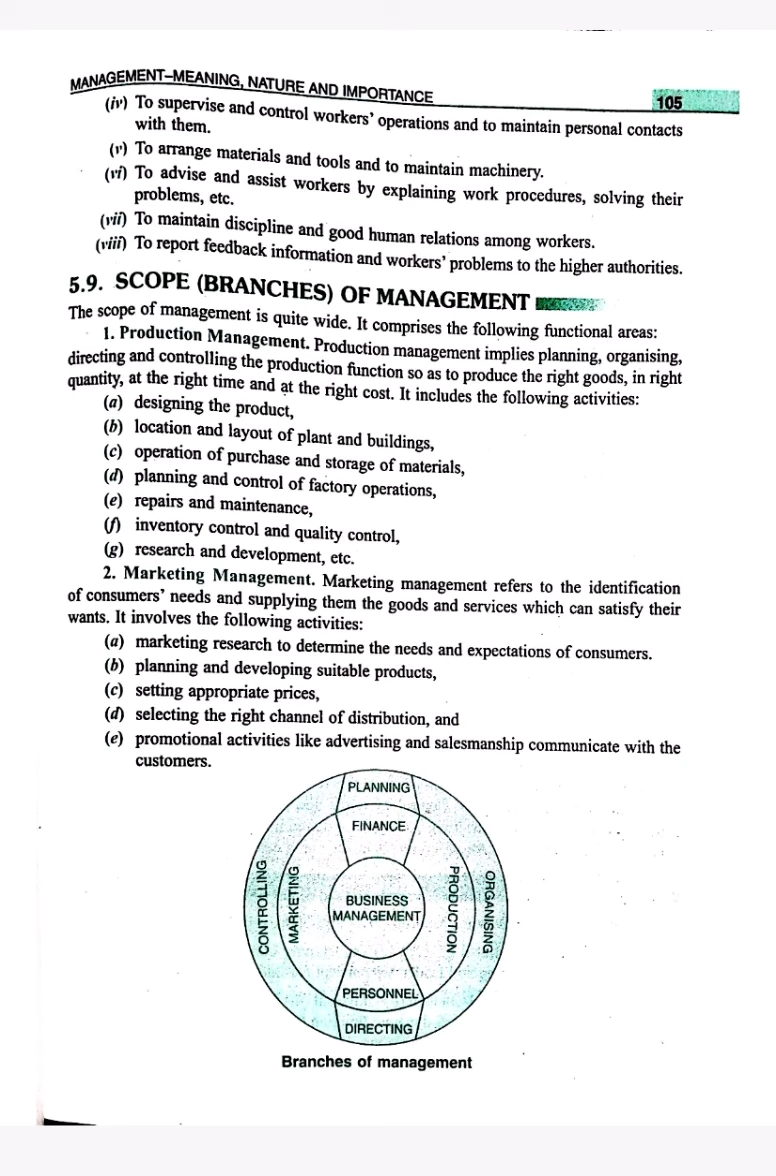 MANAGEMENT–MEANING, NATURE AND IMPORTANCE
105
(iv) To supervise and control workers' operations and to maintain personal contacts
with them.
(v) To arrange materials and tools and to maintain machinery.
(vi) To advise and assist workers by explaining work procedures, solving their
problems, etc.
(vii) To maintain discipline and good human relations among workers.
(viii) To report feedback information and workers' problems to the higher authorities.
5.9. SCOPE (BRANCHES) OF MANAGEMENT
The scope of management is quite wide. It comprises the following functional areas:
1. Production Management. Production management implies planning, organising,
directing and controlling the production function so as to produce the right goods, in right
quantity, at the right time and at the right cost. It includes the following activities:
(a) designing the product,
(b) location and layout of plant and buildings,
(c) operation of purchase and storage of materials,
(d) planning and control of factory operations,
(e) repairs and maintenance,
(f) inventory control and quality control,
(g) research and development, etc.
2. Marketing Management. Marketing management refers to the identification
of consumers' needs and supplying them the goods and services which can satisfy their
wants. It involves the following activities:
(a) marketing research to determine the needs and expectations of consumers.
(b) planning and developing suitable products,
(c) setting appropriate prices,
(d) selecting the right channel of distribution, and
(e) promotional activities like advertising and salesmanship communicate with the
customers.
PLANNING
FINANCE
CONTROLLING
MARKETING
BUSINESS
MANAGEMENT
PRODUCTION
ORGANISING
PERSONNEL
DIRECTING
Branches of management